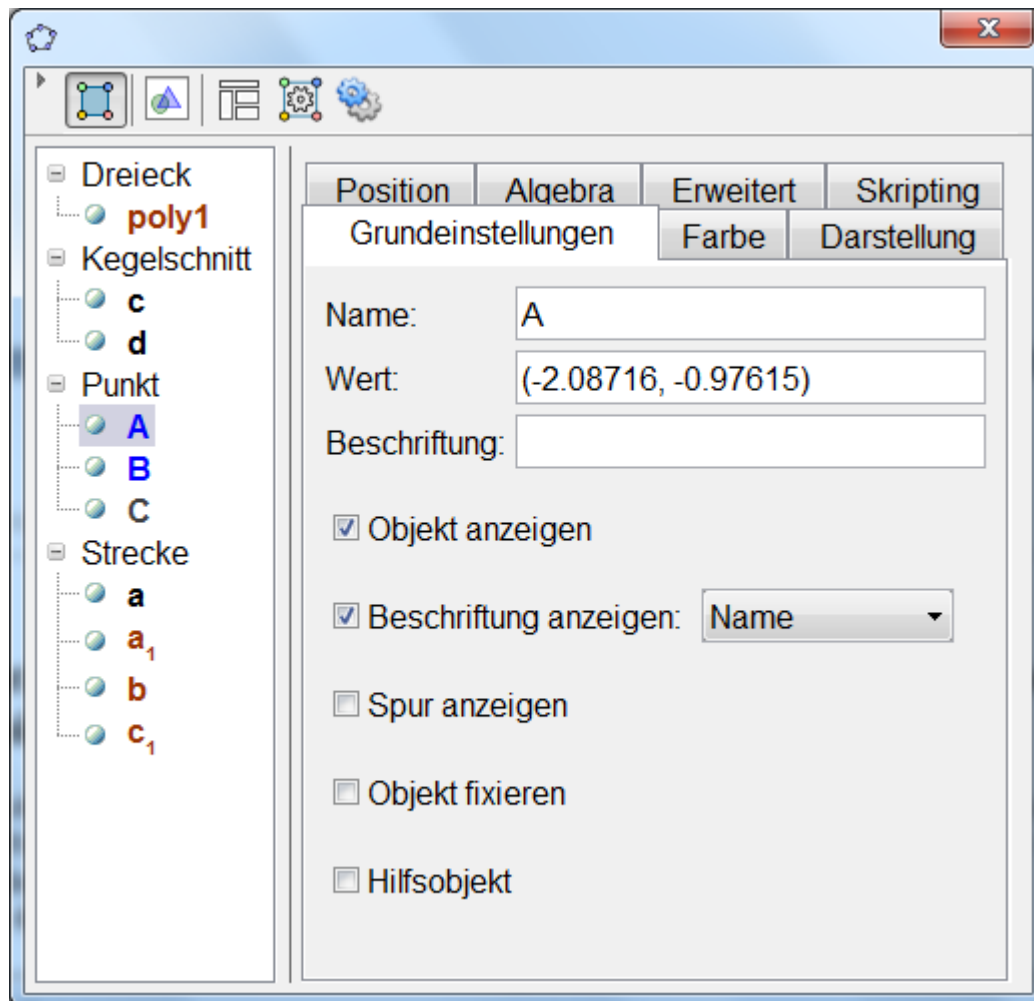 Dreieck
poly1
Kegelschnitt
c
d
Punkt
A
B
C
Strecke
a
a₁
b
c₁
Position Algebra Erweitert Skripting
Grundeinstellungen Farbe Darstellung
Name: A
Wert: (-2.08716, -0.97615)
Beschriftung:
Objekt anzeigen
Beschriftung anzeigen: Name
Spur anzeigen
Objekt fixieren
Hilfsobjekt